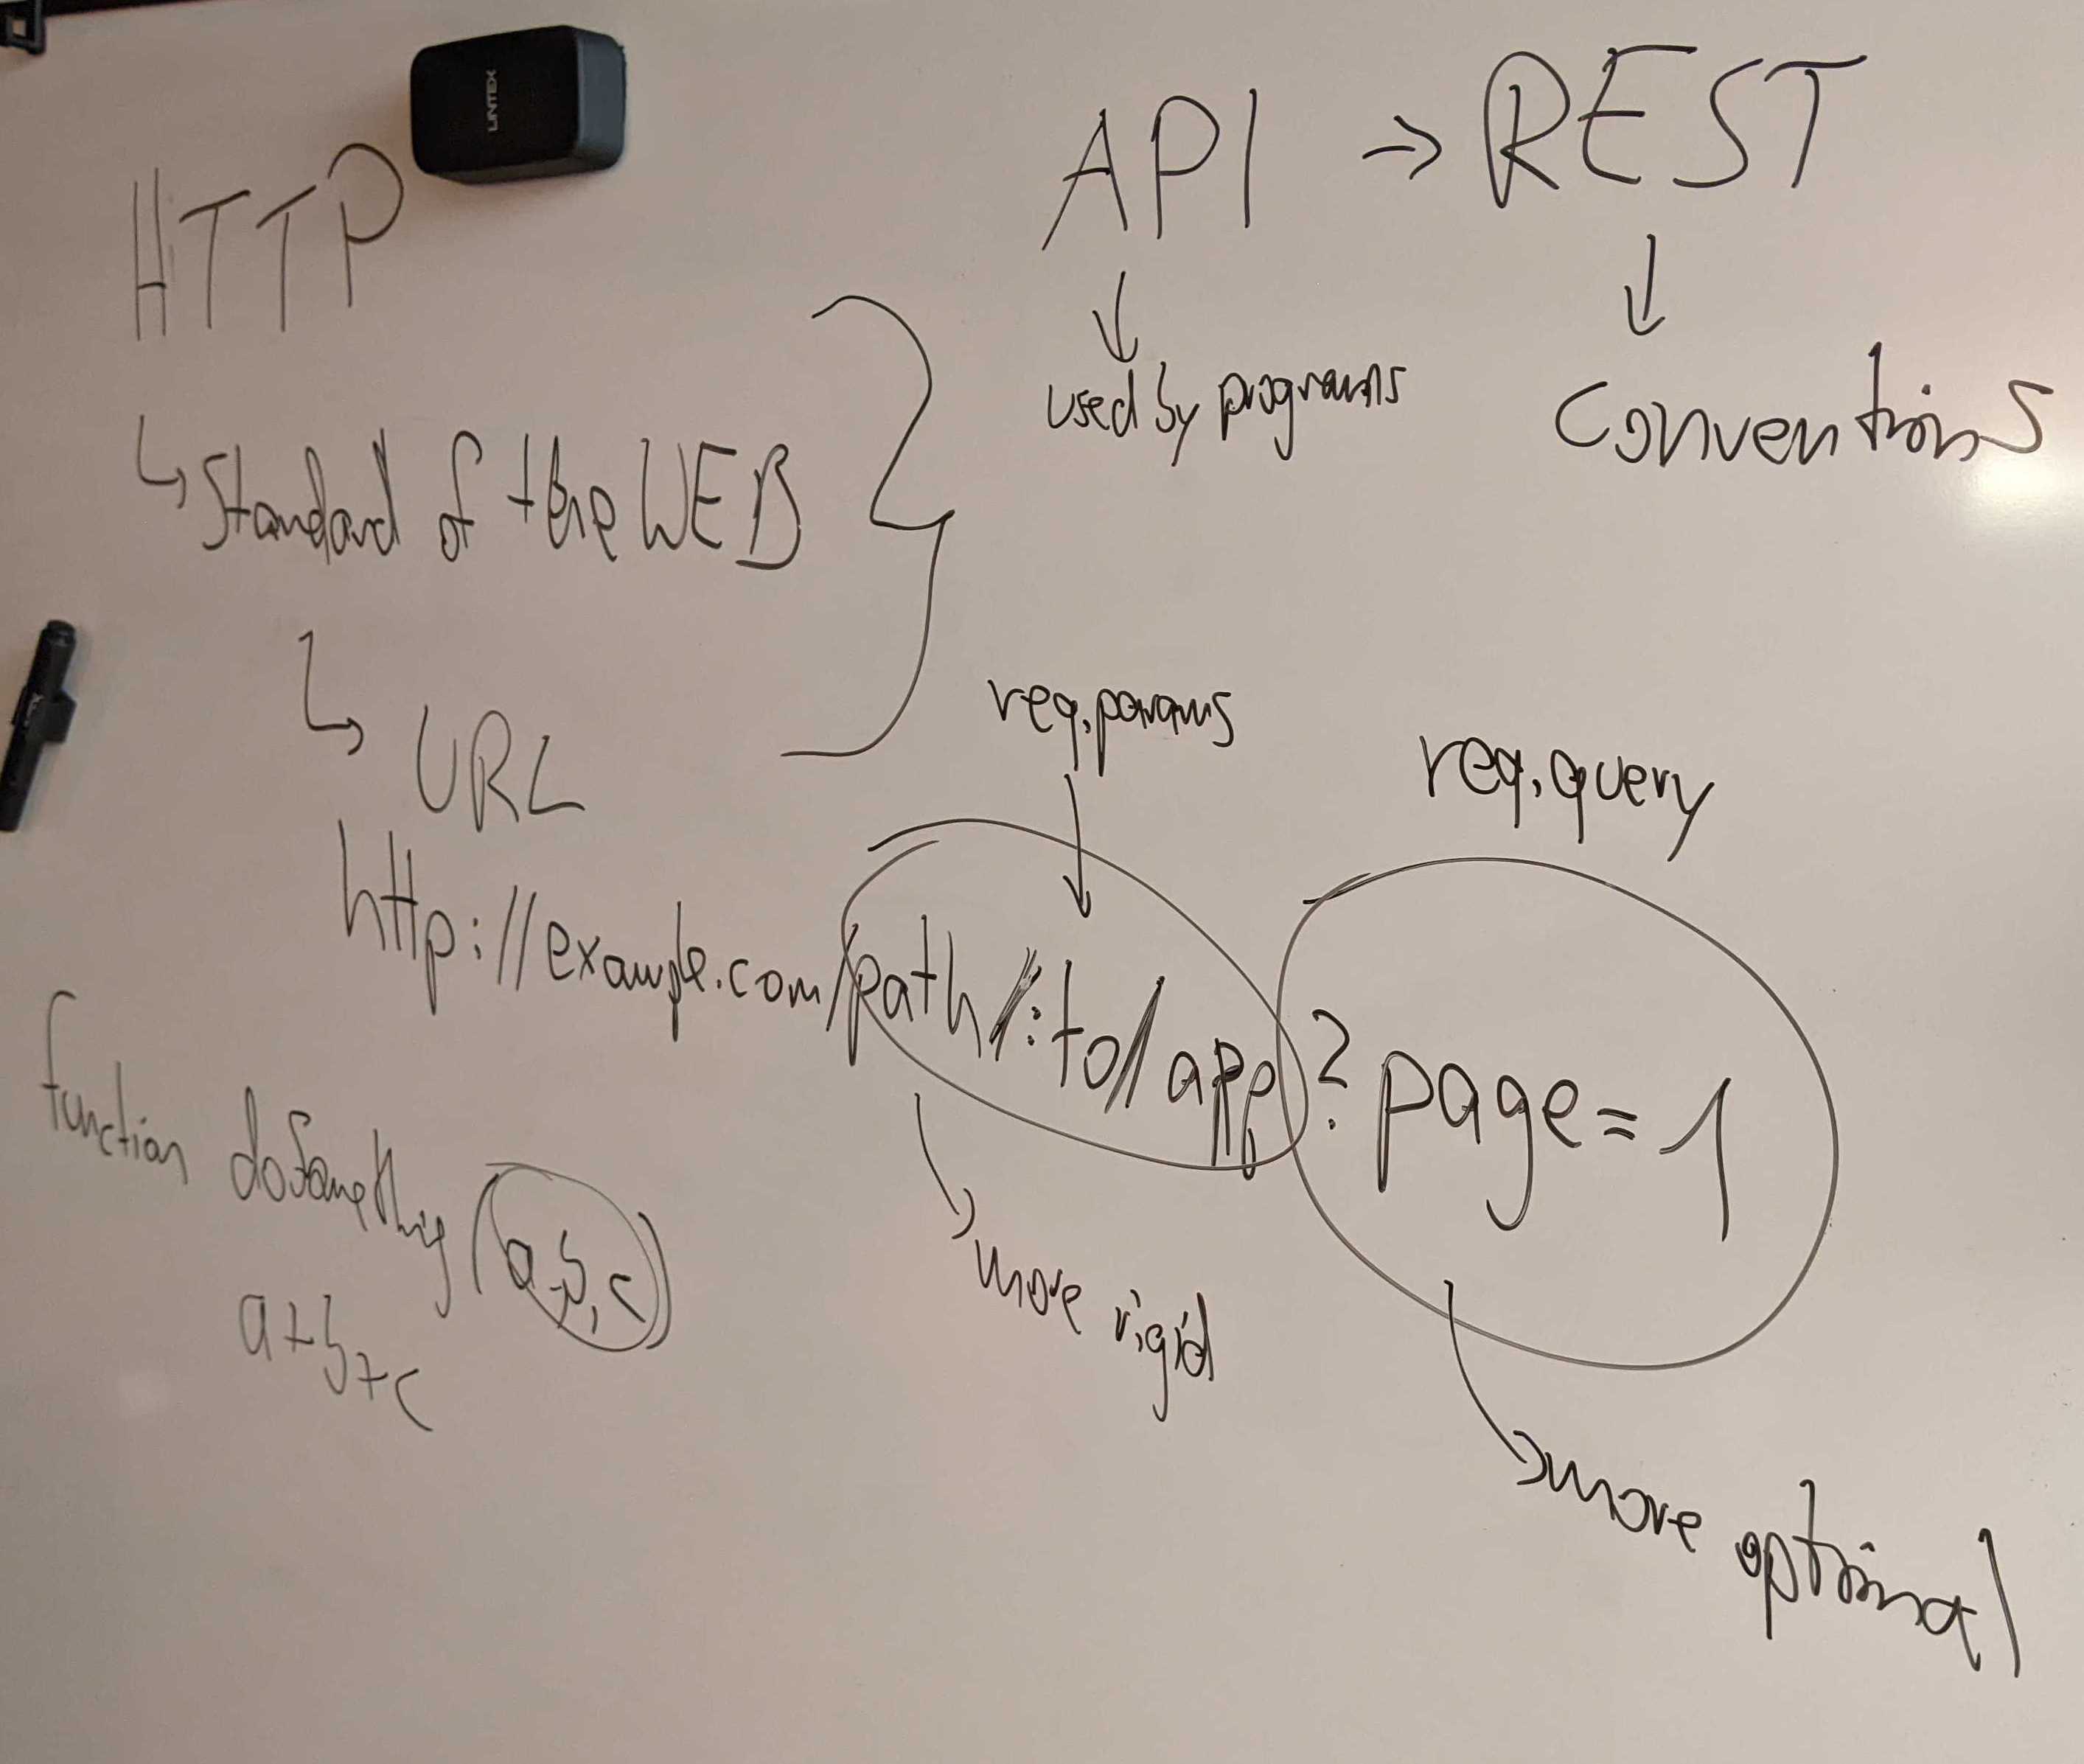 LINTEX
HTTP
Standard of the WEB
URL
API → REST
used by programs
conventions
req.params
req.query
http://example.com/path/:to/app?page=1
more rigid
more optional
function doSomething(a,b,c)
a+b+c